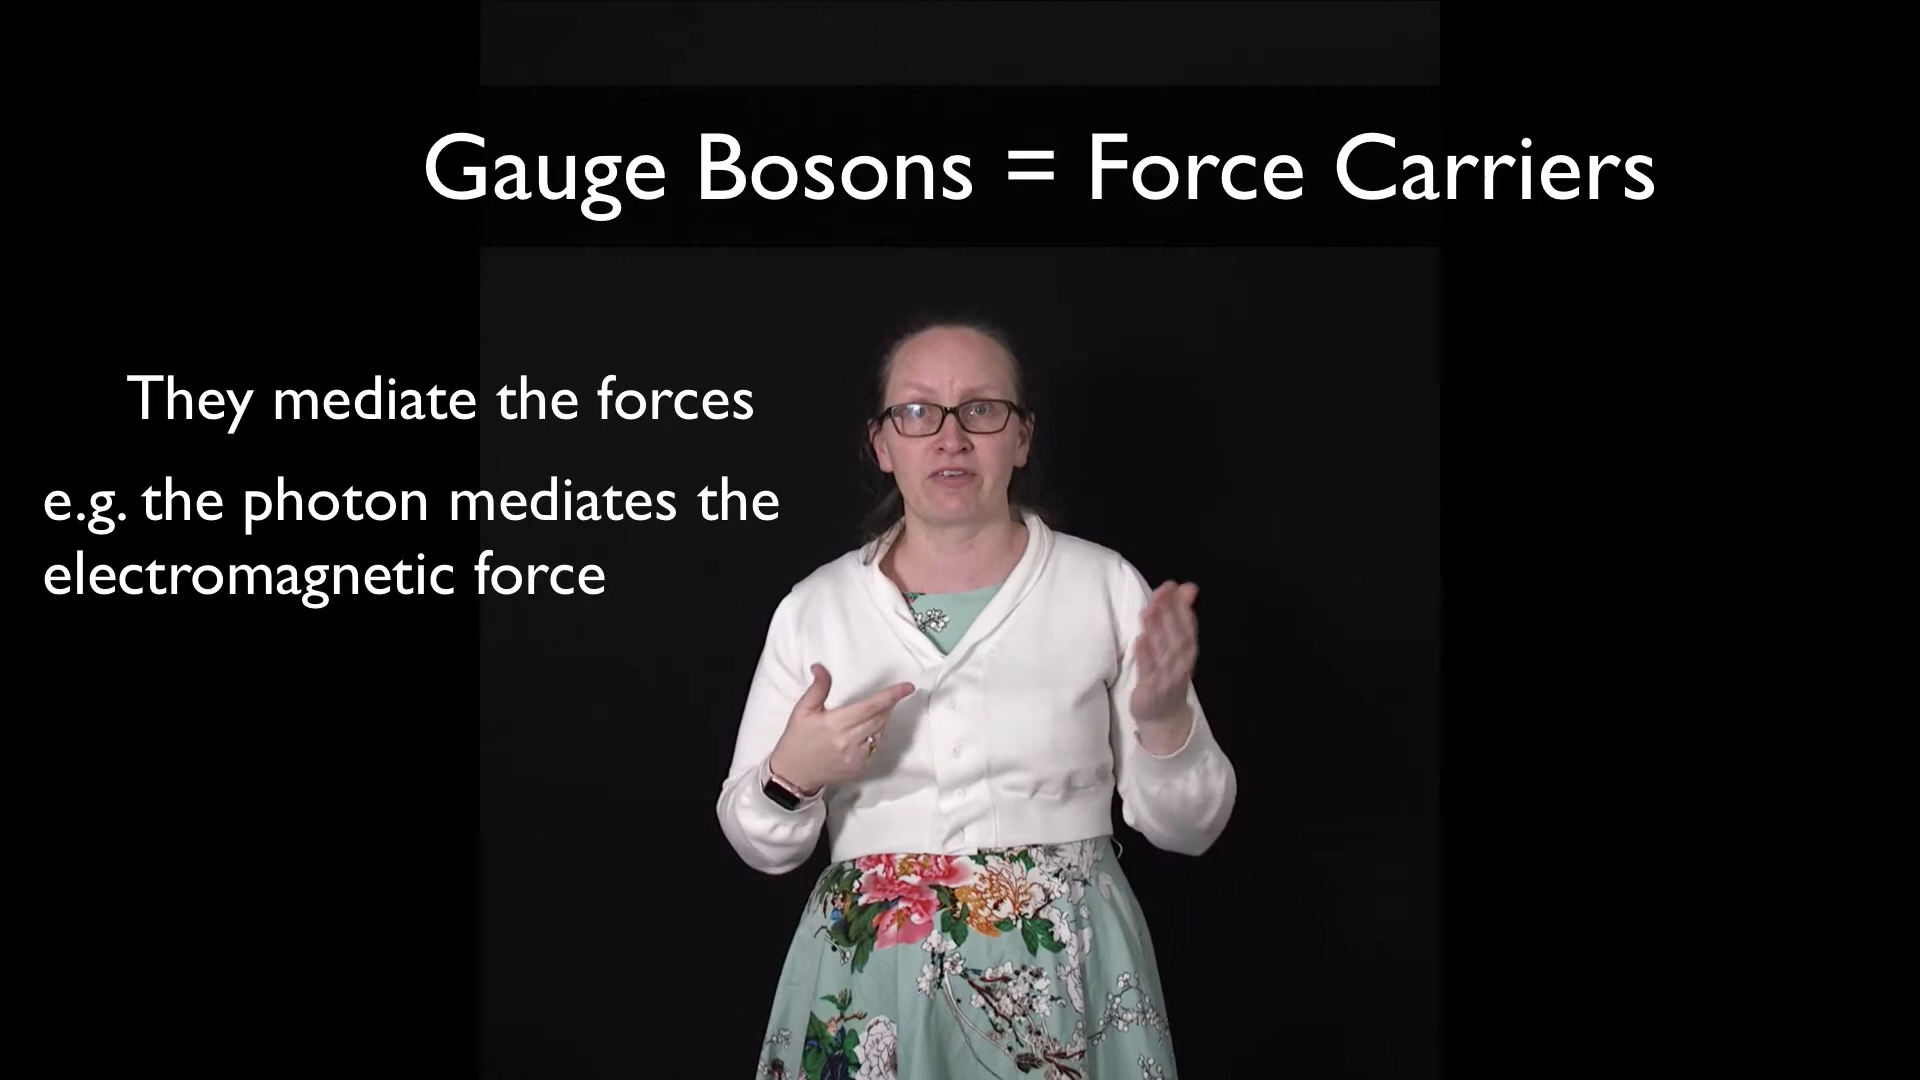 Gauge Bosons = Force Carriers
They mediate the forces
e.g. the photon mediates the
electromagnetic force